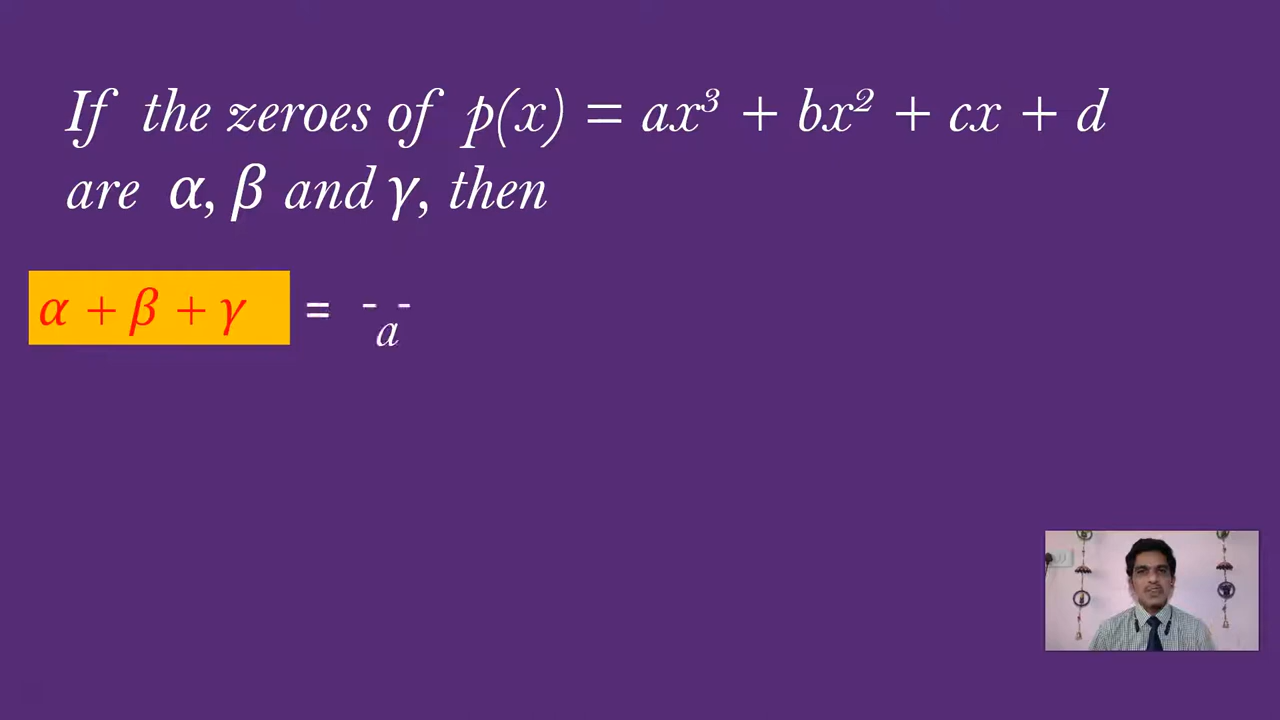 If the zeroes of p(x) = ax³ + bx² + cx + d
are α, β and γ, then
α + β + γ = - -
a